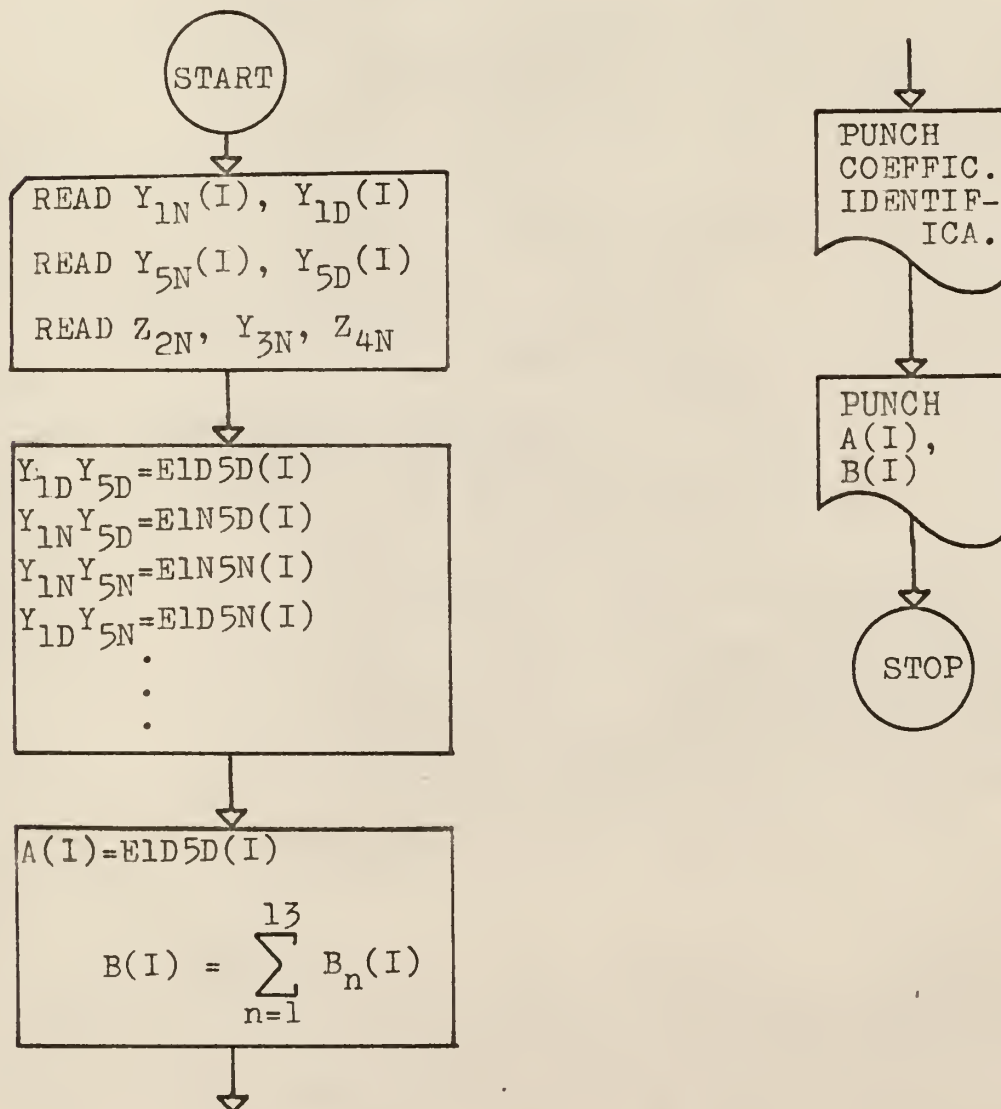 START
READ Y1N(I), Y1D(I)
READ Y5N(I), Y5D(I)
READ Z2N, Y3N, Z4N
Y1DY5D=E1D5D(I)
Y1NY5D=E1N5D(I)
Y1NY5N=E1N5N(I)
Y1DY5N=E1D5N(I)
.
.
.
A(I)=E1D5D(I)
13
B(I) = ∑ Bn(I)
n=1
PUNCH
COEFFIC.
IDENTIF-
ICA.
PUNCH
A(I),
B(I)
STOP